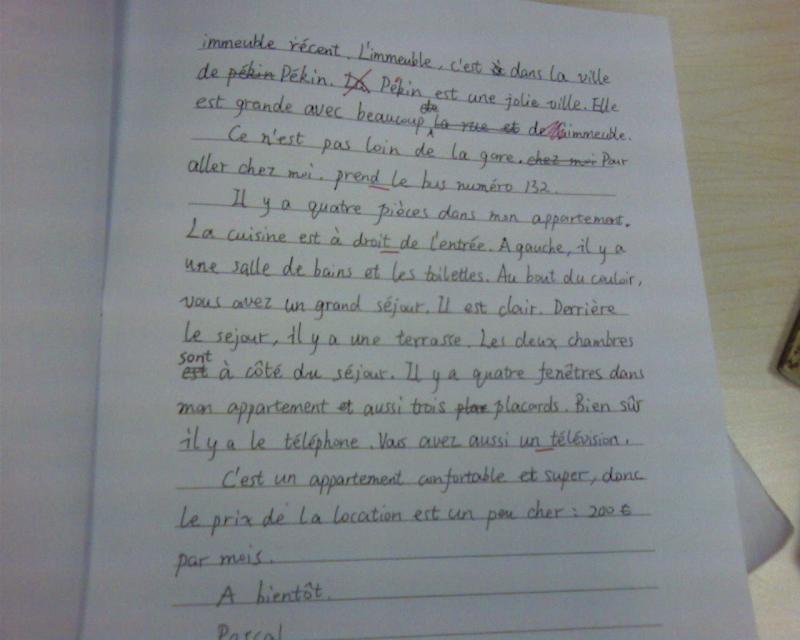 immeuble récent. L'immeuble, c'est dans la ville
de pékin Pékin. Pékin est une jolie ville. Elle
est grande avec beaucoup de la rue et de immeuble.
Ce n'est pas loin de la gare. chez moi Pour
aller chez moi. prend le bus numéro 132.
Il y a quatre pièces dans mon appartement.
La cuisine est à droit de l'entrée. A gauche, il y a
une salle de bains et les toilettes. Au bout du couloir,
vous avez un grand séjour. Il est clair. Derrière
le sejour, il y a une terrasse. Les deux chambres
sont
est à côté du séjour. Il y a quatre fenêtres dans
mon appartement et aussi trois placards. Bien sûr
il y a le téléphone. Vous avez aussi un télévision.
C'est un appartement confortable et super, donc
le prix de la location est un peu cher : 200 €
par mois.
A bientôt.
Pascal